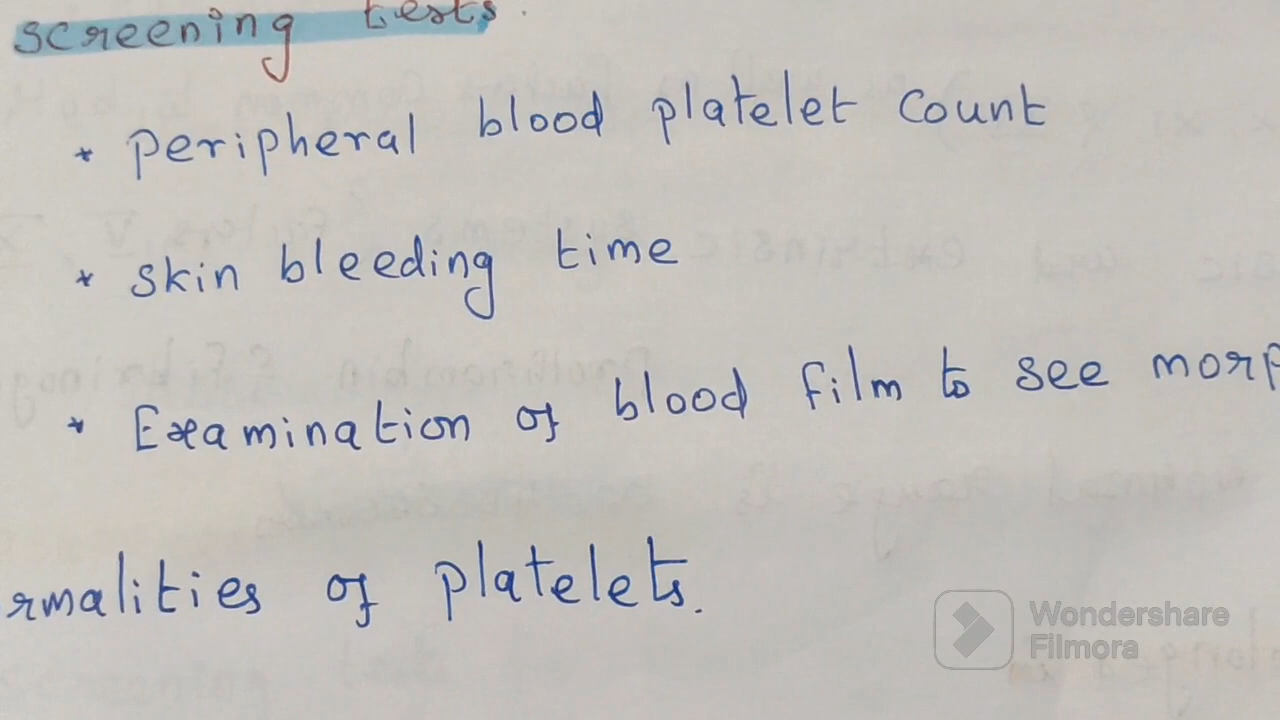 screening tests.
* peripheral blood platelet count
* skin bleeding time
* Examination of blood film to see morp
rmalities of platelets.
Wondershare
Filmora